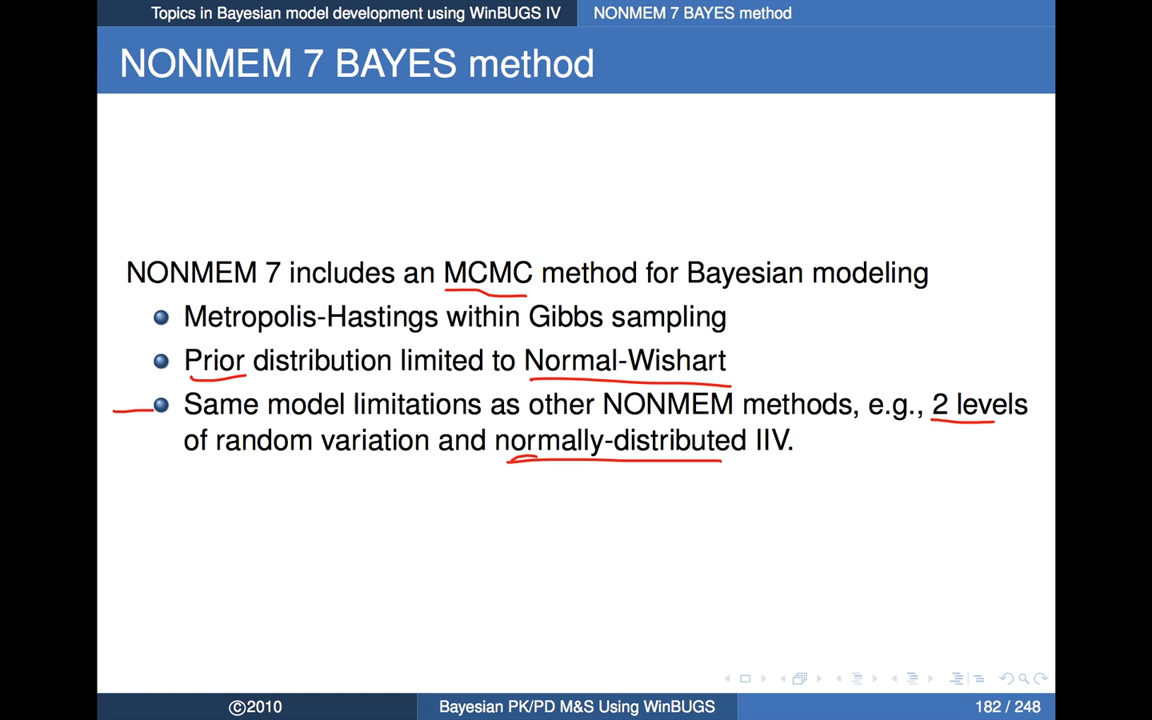 Topics in Bayesian model development using WinBUGS IV
NONMEM 7 BAYES method
NONMEM 7 BAYES method
NONMEM 7 includes an MCMC method for Bayesian modeling
Metropolis-Hastings within Gibbs sampling
Prior distribution limited to Normal-Wishart
Same model limitations as other NONMEM methods, e.g., 2 levels
of random variation and normally-distributed IIV.
©2010
Bayesian PK/PD M&S Using WinBUGS
182 / 248